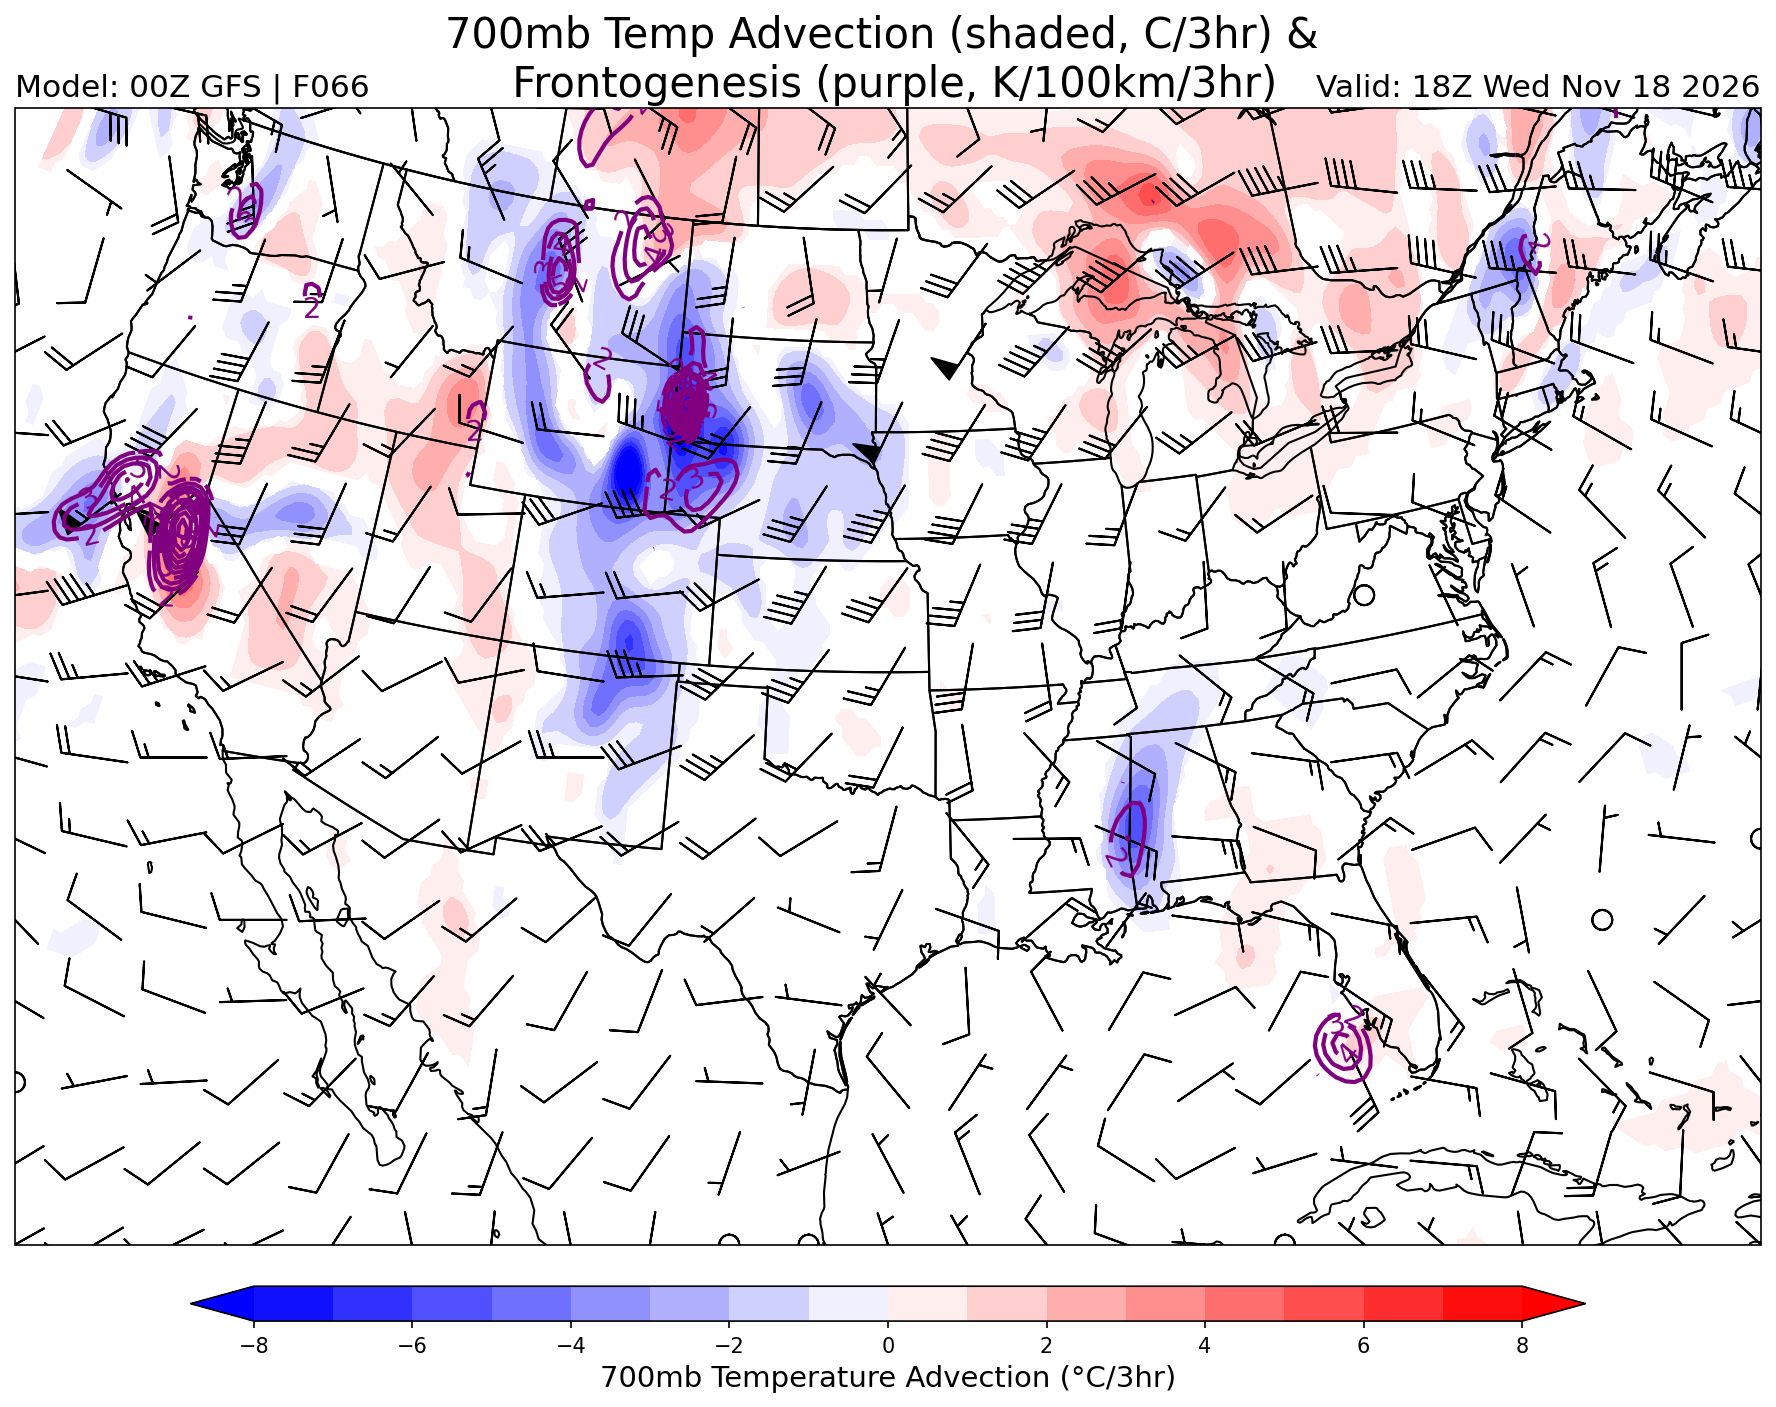 700mb Temp Advection (shaded, C/3hr) &
Frontogenesis (purple, K/100km/3hr)
Model: 00Z GFS | F066
Valid: 18Z Wed Nov 18 2026
−8 −6 −4 −2 0 2 4 6 8
700mb Temperature Advection (°C/3hr)